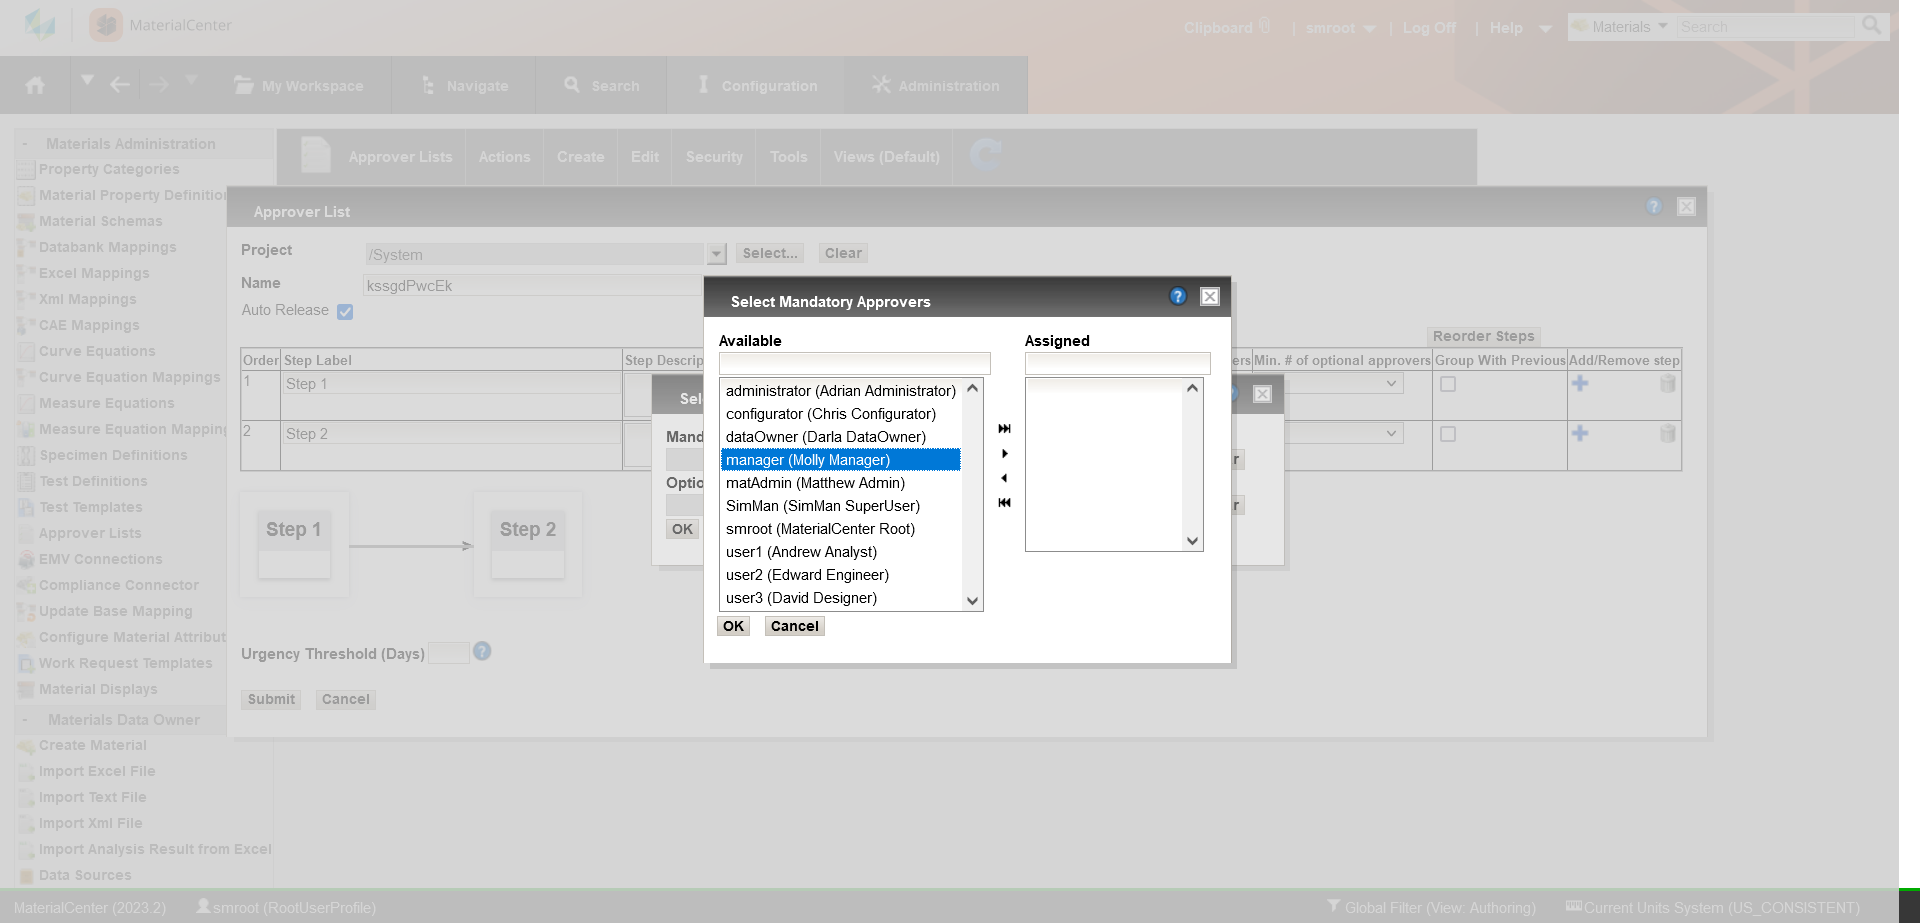 MaterialCenter
Clipboard | smroot | Log Off | Help
Materials Search
My Workspace Navigate Search Configuration Administration
- Materials Administration
Property Categories
Material Property Definition
Material Schemas
Databank Mappings
Excel Mappings
Xml Mappings
CAE Mappings
Curve Equations
Curve Equation Mappings
Measure Equations
Measure Equation Mapping
Specimen Definitions
Test Definitions
Test Templates
Approver Lists
EMV Connections
Compliance Connector
Update Base Mapping
Configure Material Attribut
Work Request Templates
Material Displays
- Materials Data Owner
Create Material
Import Excel File
Import Text File
Import Xml File
Import Analysis Result from Excel
Data Sources
Approver Lists Actions Create Edit Security Tools Views (Default)
Approver List
Project /System Select... Clear
Name kssgdPwcEk
Auto Release
Reorder Steps
Order Step Label Step Descrip ers Min. # of optional approvers Group With Previous Add/Remove step
1 Step 1
2 Step 2
Step 1 Step 2
Urgency Threshold (Days)
Submit Cancel
Sel
Mand
r
Optio
r
OK
Select Mandatory Approvers
Available Assigned
administrator (Adrian Administrator)
configurator (Chris Configurator)
dataOwner (Darla DataOwner)
manager (Molly Manager)
matAdmin (Matthew Admin)
SimMan (SimMan SuperUser)
smroot (MaterialCenter Root)
user1 (Andrew Analyst)
user2 (Edward Engineer)
user3 (David Designer)
OK Cancel
MaterialCenter (2023.2) smroot (RootUserProfile) Global Filter (View: Authoring) Current Units System (US_CONSISTENT)